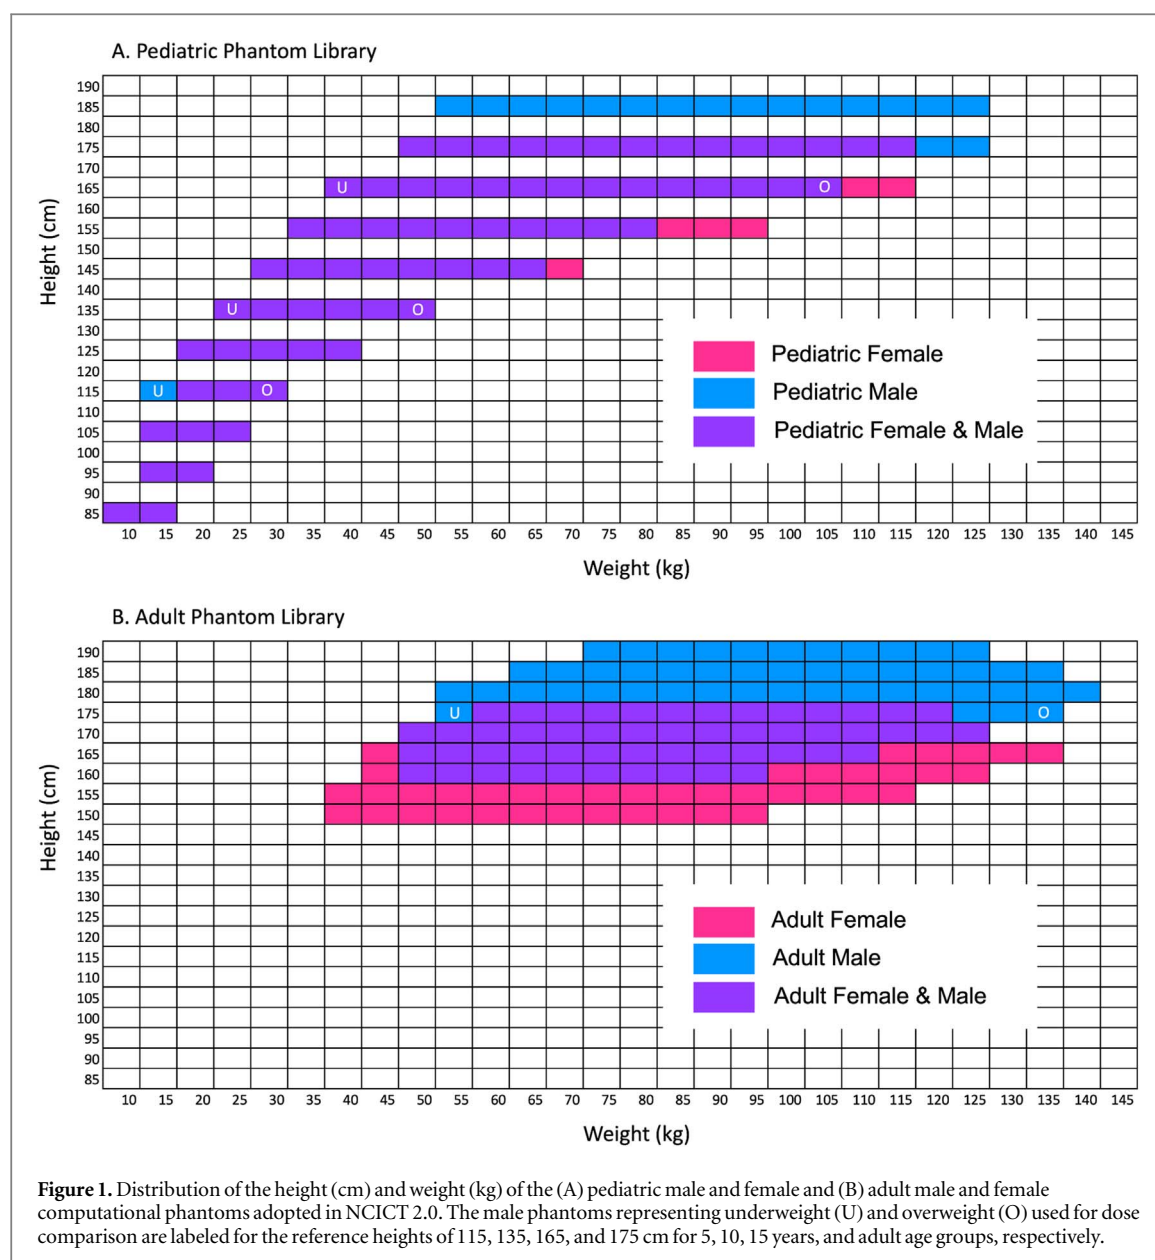 A. Pediatric Phantom Library
190
185
180
175
170
165
160
155
150
145
140
135
130
125
120
115
110
105
100
95
90
85
Height (cm)
U
O
U
O
U
O
Pediatric Female
Pediatric Male
Pediatric Female & Male
10 15 20 25 35 40 45 50 55 60 65 70 75 80 85 90 100 105 110 115 120 130 135 140 145
Weight (kg)
B. Adult Phantom Library
190
185
180
175
170
165
160
155
150
145
140
135
130
125
120
115
110
105
100
95
90
85
Height (cm)
U
O
Adult Female
Adult Male
Adult Female & Male
10 15 20 25 35 40 45 50 55 60 65 70 75 80 85 90 100 105 110 115 120 130 135 140 145
Weight (kg)
Figure 1. Distribution of the height (cm) and weight (kg) of the (A) pediatric male and female and (B) adult male and female
computational phantoms adopted in NCICT 2.0. The male phantoms representing underweight (U) and overweight (O) used for dose
comparison are labeled for the reference heights of 115, 135, 165, and 175 cm for 5, 10, 15 years, and adult age groups, respectively.